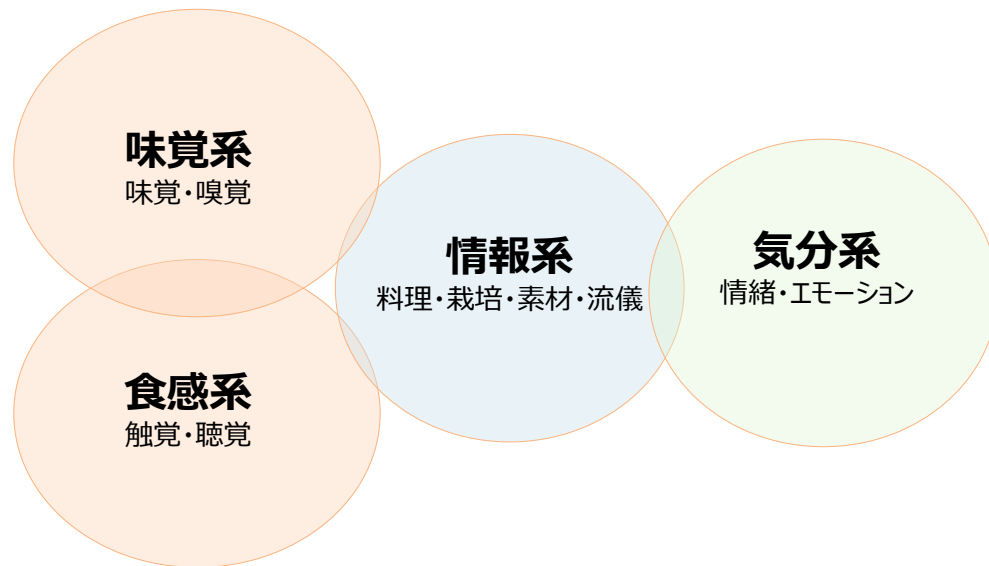 味覚系
味覚・嗅覚
食感系
触覚・聴覚
情報系
料理・栽培・素材・流儀
気分系
情緒・エモーション